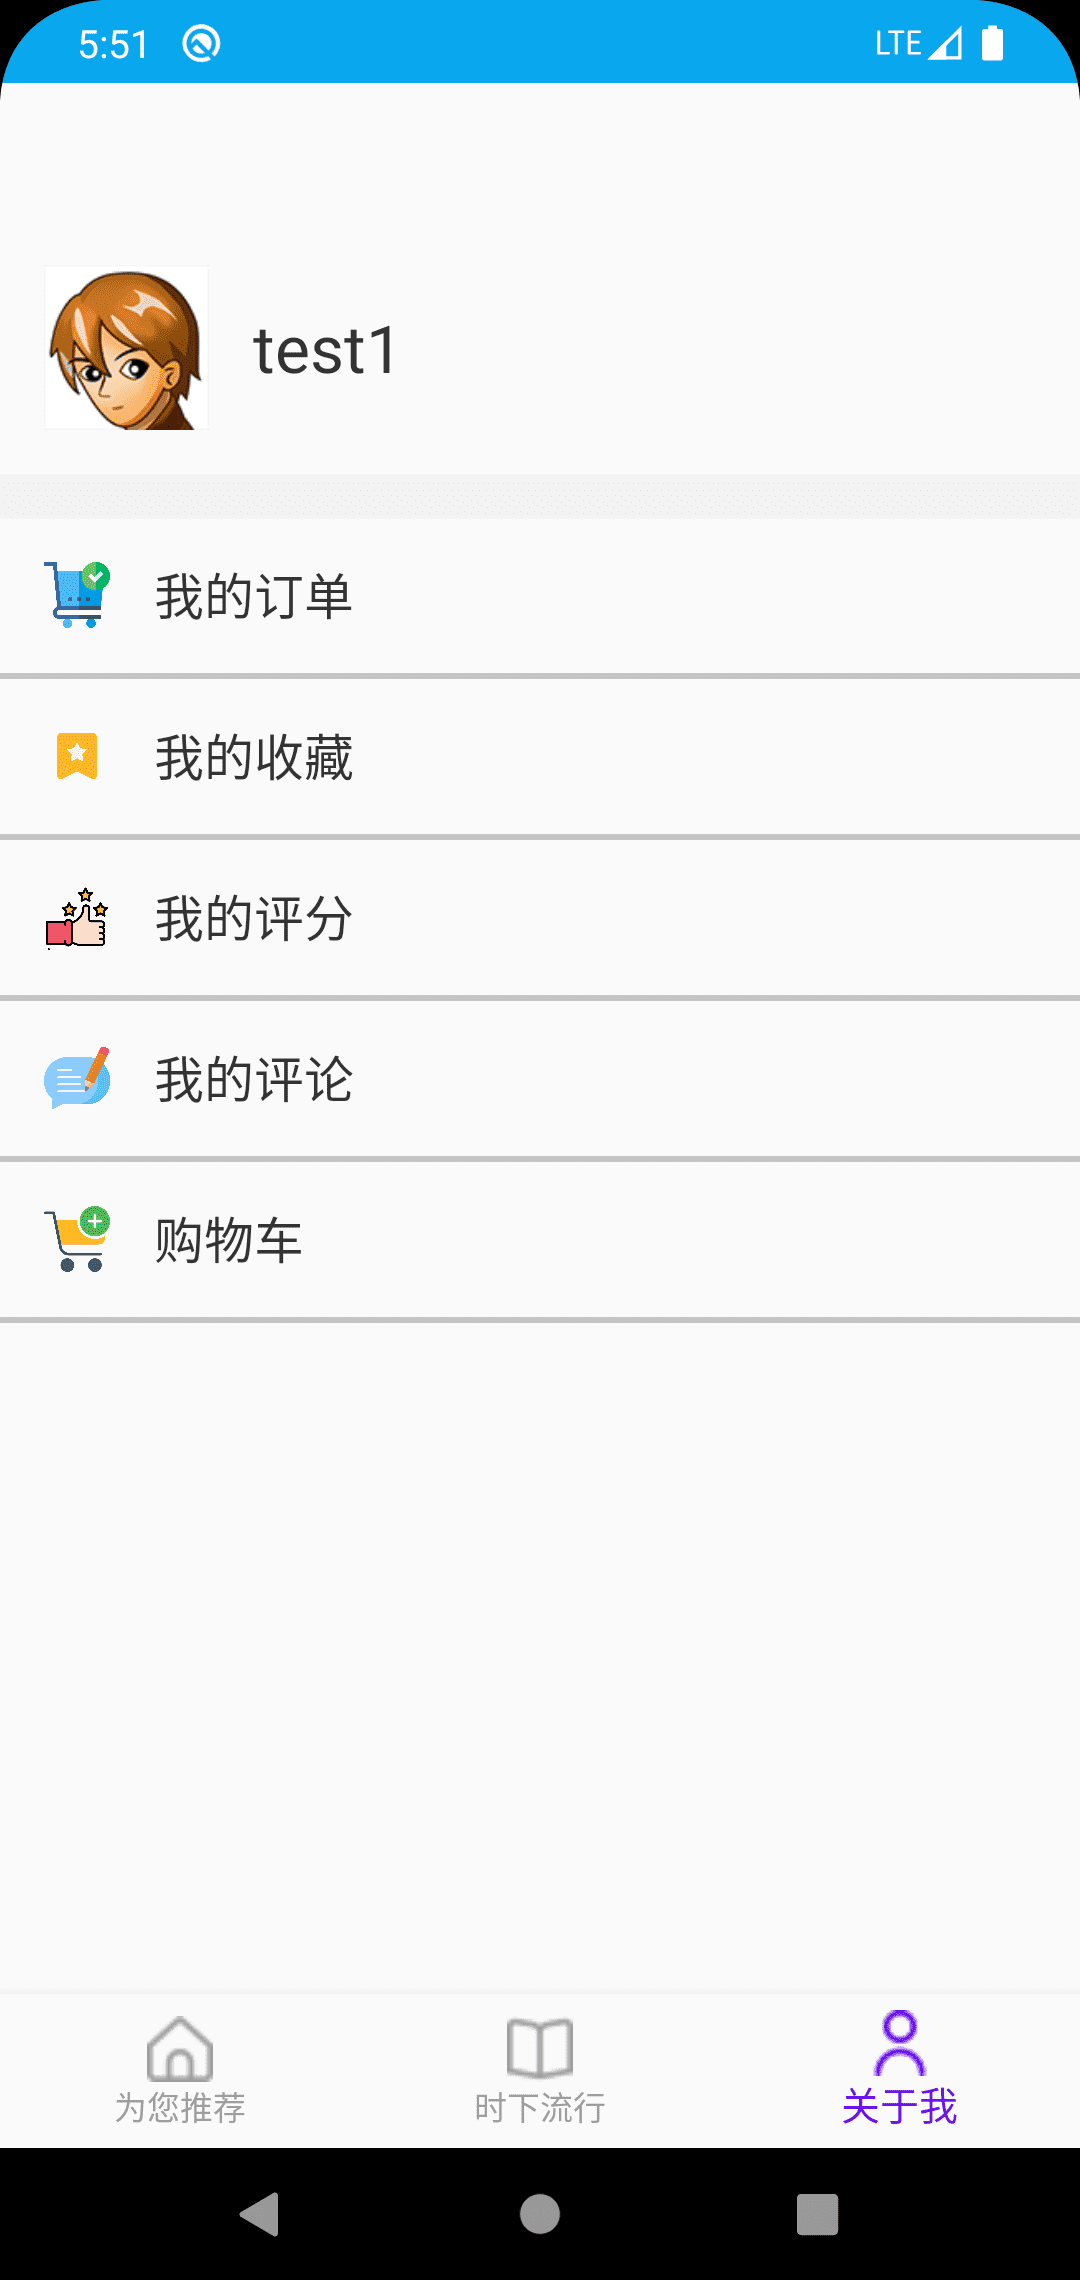 5:51
LTE
test1
我的订单
我的收藏
我的评分
我的评论
购物车
为您推荐
时下流行
关于我